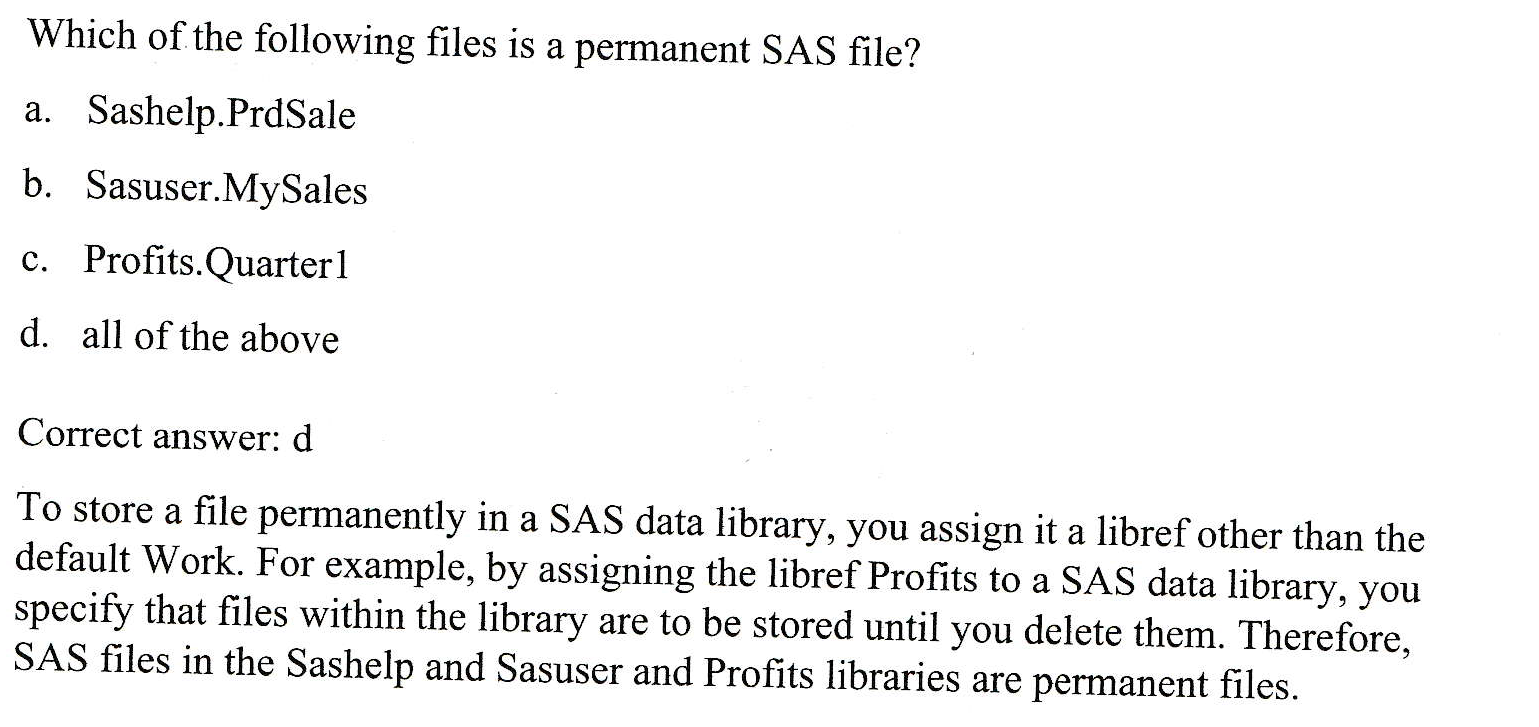 Which of the following files is a permanent SAS file?
a. Sashelp.PrdSale
b. Sasuser.MySales
c. Profits.Quarter1
d. all of the above
Correct answer: d
To store a file permanently in a SAS data library, you assign it a libref other than the
default Work. For example, by assigning the libref Profits to a SAS data library, you
specify that files within the library are to be stored until you delete them. Therefore,
SAS files in the Sashelp and Sasuser and Profits libraries are permanent files.